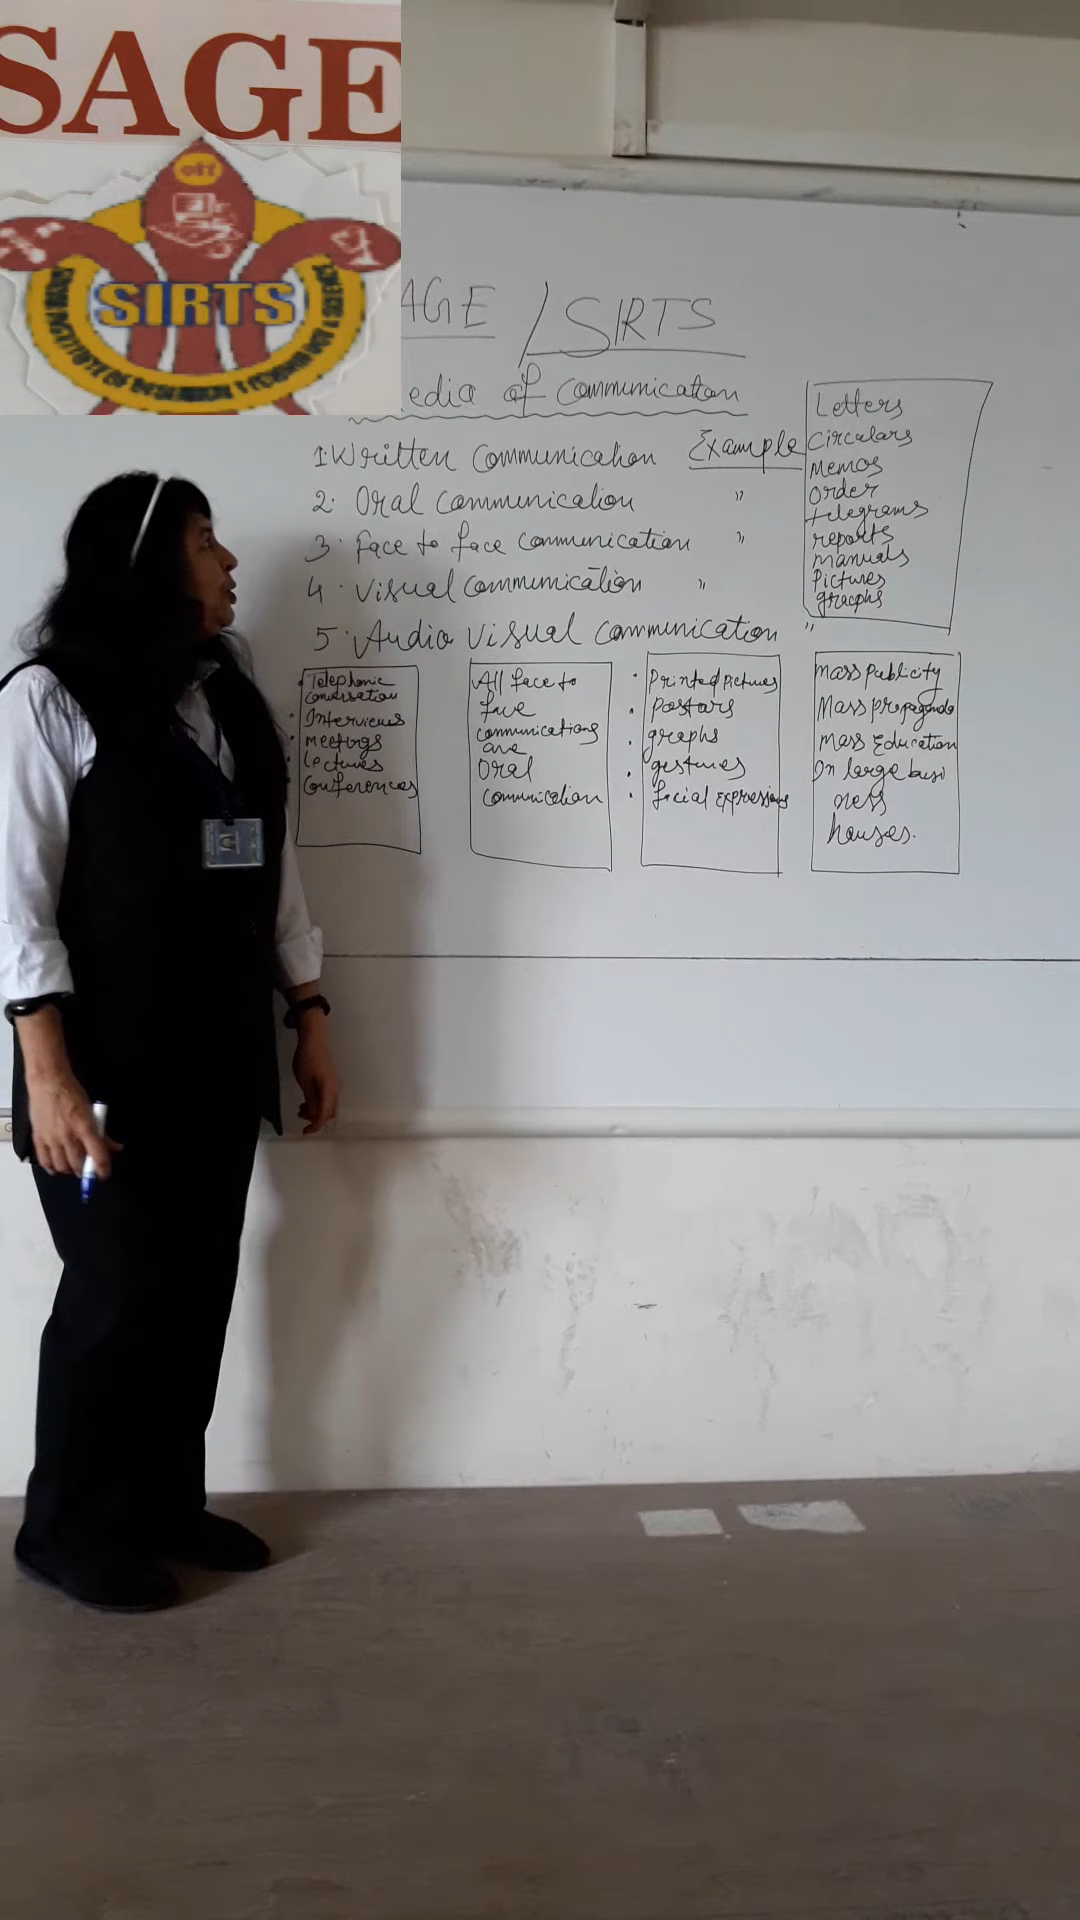 SAGE
SIRTS
AGE / SIRTS
edia of Communication
1 Written Communication Example
2. Oral Communication "
3. Face to face Communication "
4. Visual Communication "
5. Audio Visual Communication "
Letters
Circulars
Memos
Order
telegrams
reports
manuals
Pictures
graphs
• Telephonic
conversation
• Interviews
• Meetings
• Lectures
• Conferences
All face to
face
communications
are
Oral
communication
• Printed pictures
• Postars
• graphs
• gestures
• facial expressions
Mass publicity
Mass propaganda
Mass Education
In large busi
ness
houses.